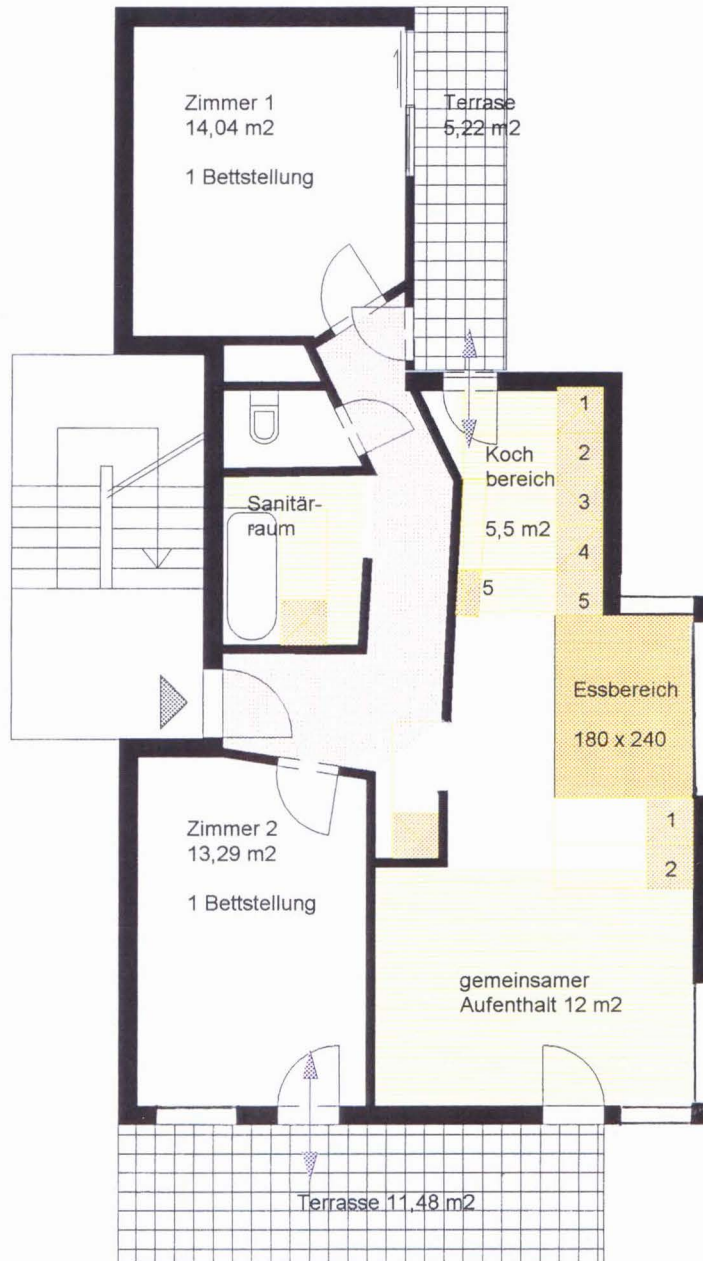 Zimmer 1
14,04 m2
1 Bettstellung
Terrase
5,22 m2
1
2
3
4
5
Koch
bereich
5,5 m2
5
Sanitär-
raum
Essbereich
180 x 240
1
2
Zimmer 2
13,29 m2
1 Bettstellung
gemeinsamer
Aufenthalt 12 m2
Terrasse 11,48 m2